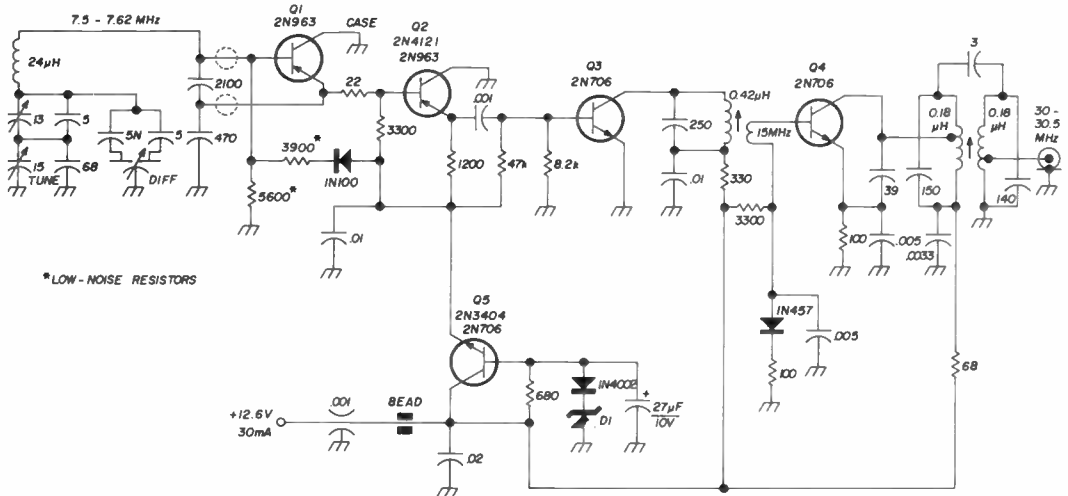 7.5 - 7.62 MHz
Q1
2N963
CASE
Q2
2N4121
2N963
Q3
2N706
Q4
2N706
3
24µH
2100
22
.001
0.42µH
0.18
µH
0.18
µH
30-
30.5
MHz
13
5
5N
5
470
3300
250
15MHz
3900*
1200
47k
8.2k
15
TUNE
68
DIFF
1N100
.01
330
39
150
140
5600*
3300
100
.005
.0033
.01
*LOW-NOISE RESISTORS
Q5
2N3404
2N706
1N457
.005
100
68
+12.6V
30mA
.001
BEAD
680
1N4002
D1
+
27µF
10V
.02